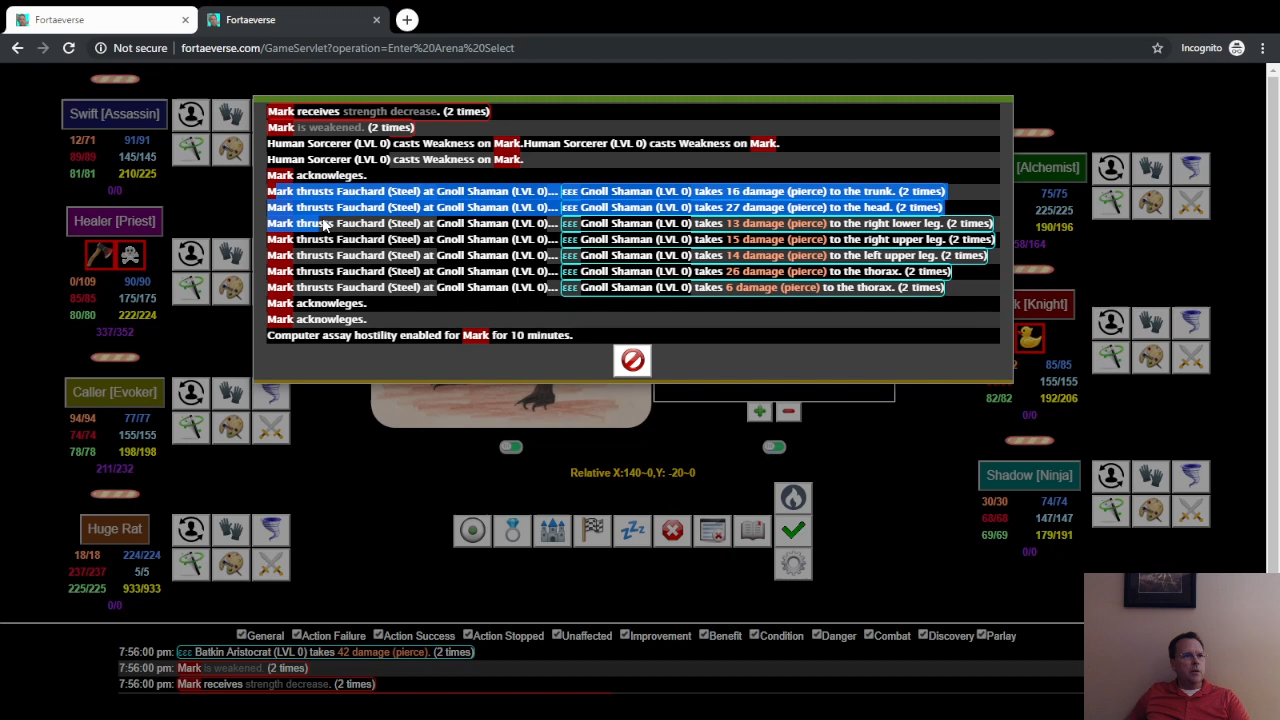 Fortaeverse
Fortaeverse
Not secure | fortaeverse.com/GameServlet?operation=Enter%20Arena%20Select
Incognito
Mark receives strength decrease. (2 times)
Mark is weakened. (2 times)
Human Sorcerer (LVL 0) casts Weakness on Mark.Human Sorcerer (LVL 0) casts Weakness on Mark.
Human Sorcerer (LVL 0) casts Weakness on Mark.
Mark acknowleges.
Mark thrusts Fauchard (Steel) at Gnoll Shaman (LVL 0)... εεε Gnoll Shaman (LVL 0) takes 16 damage (pierce) to the trunk. (2 times)
Mark thrusts Fauchard (Steel) at Gnoll Shaman (LVL 0)... εεε Gnoll Shaman (LVL 0) takes 27 damage (pierce) to the head. (2 times)
Mark thrusts Fauchard (Steel) at Gnoll Shaman (LVL 0)... εεε Gnoll Shaman (LVL 0) takes 13 damage (pierce) to the right lower leg. (2 times)
Mark thrusts Fauchard (Steel) at Gnoll Shaman (LVL 0)... εεε Gnoll Shaman (LVL 0) takes 15 damage (pierce) to the right upper leg. (2 times)
Mark thrusts Fauchard (Steel) at Gnoll Shaman (LVL 0)... εεε Gnoll Shaman (LVL 0) takes 14 damage (pierce) to the left upper leg. (2 times)
Mark thrusts Fauchard (Steel) at Gnoll Shaman (LVL 0)... εεε Gnoll Shaman (LVL 0) takes 26 damage (pierce) to the thorax. (2 times)
Mark thrusts Fauchard (Steel) at Gnoll Shaman (LVL 0)... εεε Gnoll Shaman (LVL 0) takes 6 damage (pierce) to the thorax. (2 times)
Mark acknowleges.
Mark acknowleges.
Computer assay hostility enabled for Mark for 10 minutes.
Swift [Assassin]
12/71 91/91
89/89 145/145
81/81 210/225
0/0
Healer [Priest]
0/109 90/90
85/85 175/175
80/80 222/224
337/352
Caller [Evoker]
94/94 77/77
74/74 155/155
78/78 198/198
211/232
Huge Rat
18/18 224/224
237/237 5/5
225/225 933/933
0/0
[Alchemist]
75/75
225/225
190/196
58/164
k [Knight]
85/85
155/155
82/82 192/206
0/0
Shadow [Ninja]
30/30 74/74
68/68 147/147
69/69 179/191
0/0
Relative X:140~0,Y: -20~0
General Action Failure Action Success Action Stopped Unaffected Improvement Benefit Condition Danger Combat Discovery Parlay
7:56:00 pm: εεε Batkin Aristocrat (LVL 0) takes 42 damage (pierce). (2 times)
7:56:00 pm: Mark is weakened. (2 times)
7:56:00 pm: Mark receives strength decrease. (2 times)